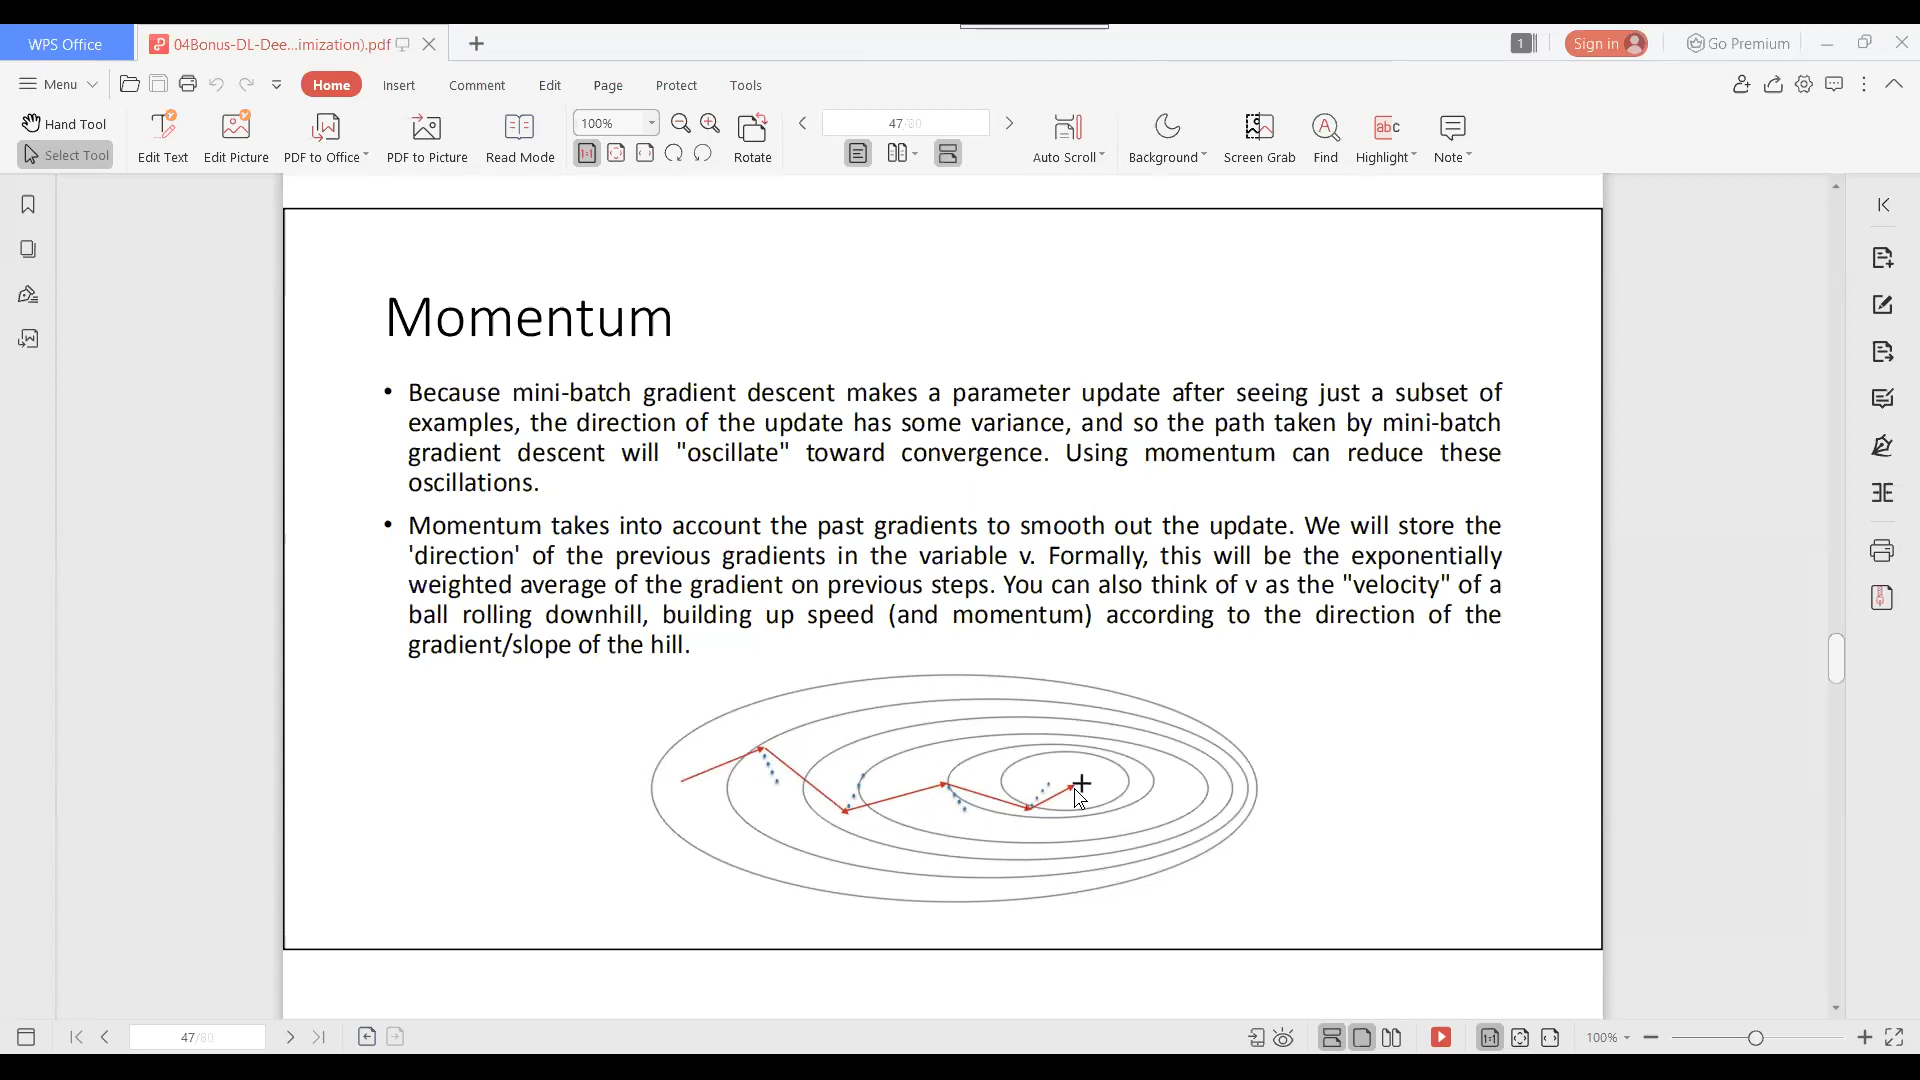 WPS Office
04Bonus-DL-Dee...imization).pdf
1
Sign in
Go Premium
Menu
Home
Insert
Comment
Edit
Page
Protect
Tools
Hand Tool
Select Tool
Edit Text
Edit Picture
PDF to Office
PDF to Picture
Read Mode
100%
Rotate
47/80
Auto Scroll
Background
Screen Grab
Find
Highlight
Note
Momentum
• Because mini-batch gradient descent makes a parameter update after seeing just a subset of
examples, the direction of the update has some variance, and so the path taken by mini-batch
gradient descent will "oscillate" toward convergence. Using momentum can reduce these
oscillations.
• Momentum takes into account the past gradients to smooth out the update. We will store the
'direction' of the previous gradients in the variable v. Formally, this will be the exponentially
weighted average of the gradient on previous steps. You can also think of v as the "velocity" of a
ball rolling downhill, building up speed (and momentum) according to the direction of the
gradient/slope of the hill.
47/80
100%